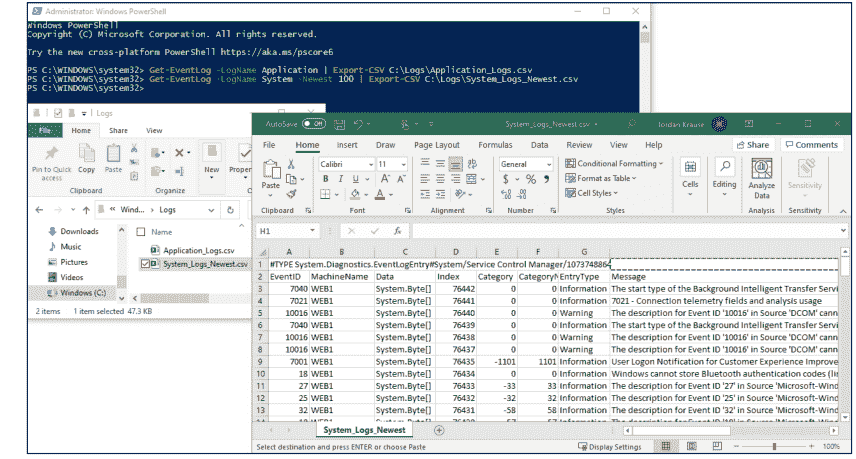 Administrator: Windows PowerShell
Windows PowerShell
Copyright (C) Microsoft Corporation. All rights reserved.
Try the new cross-platform PowerShell https://aka.ms/pscore6
PS C:\WINDOWS\system32> Get-EventLog -LogName Application | Export-CSV C:\Logs\Application_Logs.csv
PS C:\WINDOWS\system32> Get-EventLog -LogName System -Newest 100 | Export-CSV C:\Logs\System_Logs_Newest.csv
PS C:\WINDOWS\system32>
Logs
File Home Share View
Pin to Quick access
Copy
Paste
New
Proper
Clipboard
Organize
Wind... > Logs
Downloads
Music
Pictures
Videos
Windows (C:)
Name
Application_Logs.csv
System_Logs_Newest.csv
2 items 1 item selected 47.3 KB
AutoSave Off System_Logs_Newest.csv Jordan Krause
File Home Insert Draw Page Layout Formulas Data Review View Help Share Comments
Paste
Calibri 11
General
Conditional Formatting
Format as Table
Cell Styles
Cells
Editing
Analyze Data
Sensitivity
Clipboard Font Alignment Number Styles Analysis Sensitivity
H1 fx
A B C D E F G H
1 #TYPE System.Diagnostics.EventLogEntry#System/Service Control Manager/1073748864
2 EventID MachineName Data Index Category CategoryN EntryType Message
3 7040 WEB1 System.Byte[] 76442 0 0 Information The start type of the Background Intelligent Transfer Servi
4 7021 WEB1 System.Byte[] 76441 0 0 Information 7021 - Connection telemetry fields and analysis usage
5 10016 WEB1 System.Byte[] 76440 0 0 Warning The description for Event ID '10016' in Source 'DCOM' cann
6 7040 WEB1 System.Byte[] 76439 0 0 Information The start type of the Background Intelligent Transfer Servi
7 10016 WEB1 System.Byte[] 76438 0 0 Warning The description for Event ID '10016' in Source 'DCOM' cann
8 10016 WEB1 System.Byte[] 76437 0 0 Warning The description for Event ID '10016' in Source 'DCOM' cann
9 7001 WEB1 System.Byte[] 76435 -1101 1101 Information User Logon Notification for Customer Experience Improve
10 18 WEB1 System.Byte[] 76434 0 0 Information Windows cannot store Bluetooth authentication codes (li
11 27 WEB1 System.Byte[] 76433 -33 33 Information The description for Event ID '27' in Source 'Microsoft-Wind
12 25 WEB1 System.Byte[] 76432 -32 32 Information The description for Event ID '25' in Source 'Microsoft-Wind
13 32 WEB1 System.Byte[] 76431 -58 58 Information The description for Event ID '32' in Source 'Microsoft-Wind
System_Logs_Newest
Select destination and press ENTER or choose Paste Display Settings 100%